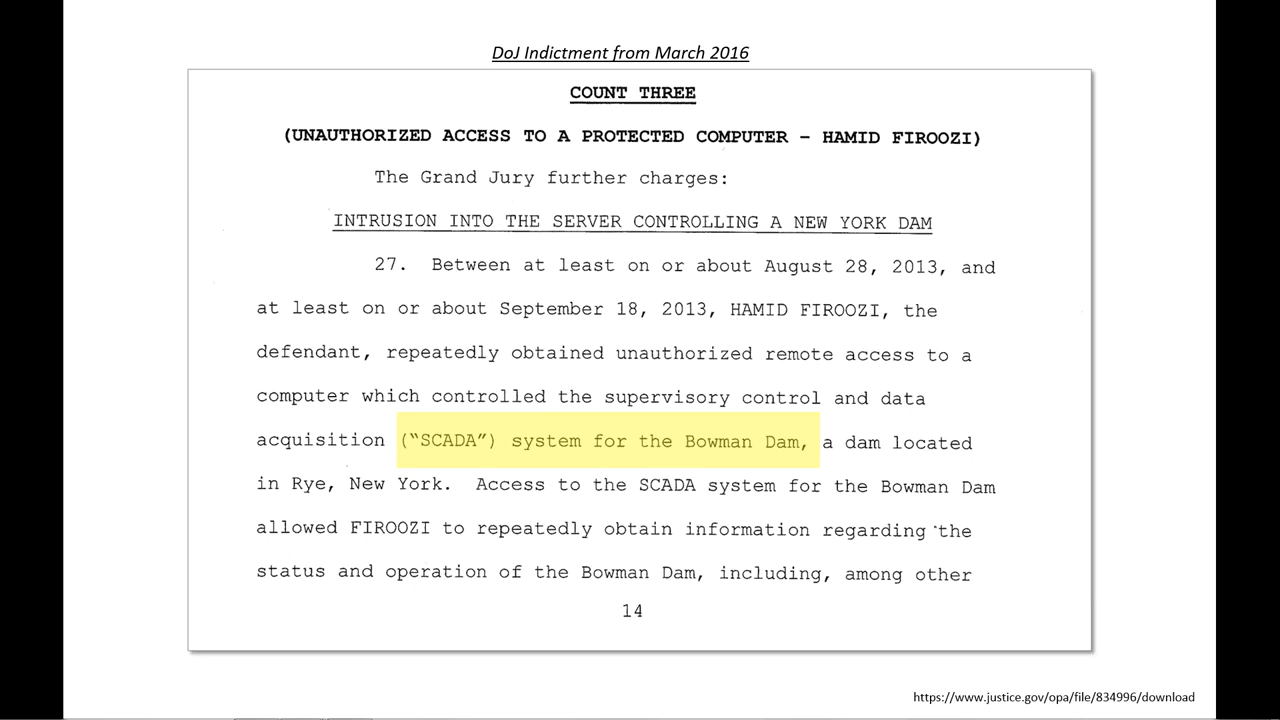 DoJ Indictment from March 2016
COUNT THREE
(UNAUTHORIZED ACCESS TO A PROTECTED COMPUTER – HAMID FIROOZI)
The Grand Jury further charges:
INTRUSION INTO THE SERVER CONTROLLING A NEW YORK DAM
27. Between at least on or about August 28, 2013, and
at least on or about September 18, 2013, HAMID FIROOZI, the
defendant, repeatedly obtained unauthorized remote access to a
computer which controlled the supervisory control and data
acquisition (“SCADA”) system for the Bowman Dam, a dam located
in Rye, New York. Access to the SCADA system for the Bowman Dam
allowed FIROOZI to repeatedly obtain information regarding the
status and operation of the Bowman Dam, including, among other
14
https://www.justice.gov/opa/file/834996/download